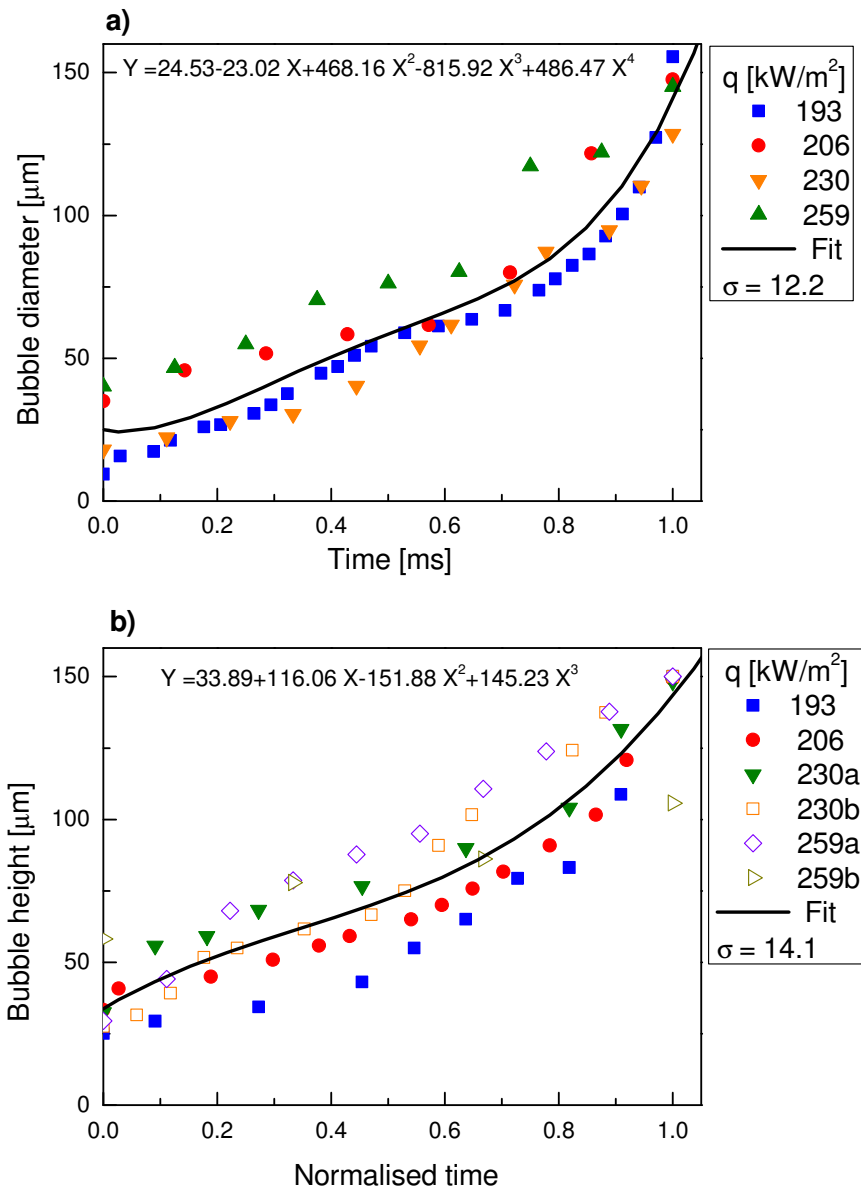 a)
Y =24.53-23.02 X+468.16 X²-815.92 X³+486.47 X⁴
150
100
50
0
Bubble diameter [μm]
0.0 0.2 0.4 0.6 0.8 1.0
Time [ms]
q [kW/m²]
193
206
230
259
Fit
σ = 12.2
b)
Y =33.89+116.06 X-151.88 X²+145.23 X³
150
100
50
0
Bubble height [μm]
0.0 0.2 0.4 0.6 0.8 1.0
Normalised time
q [kW/m²]
193
206
230a
230b
259a
259b
Fit
σ = 14.1